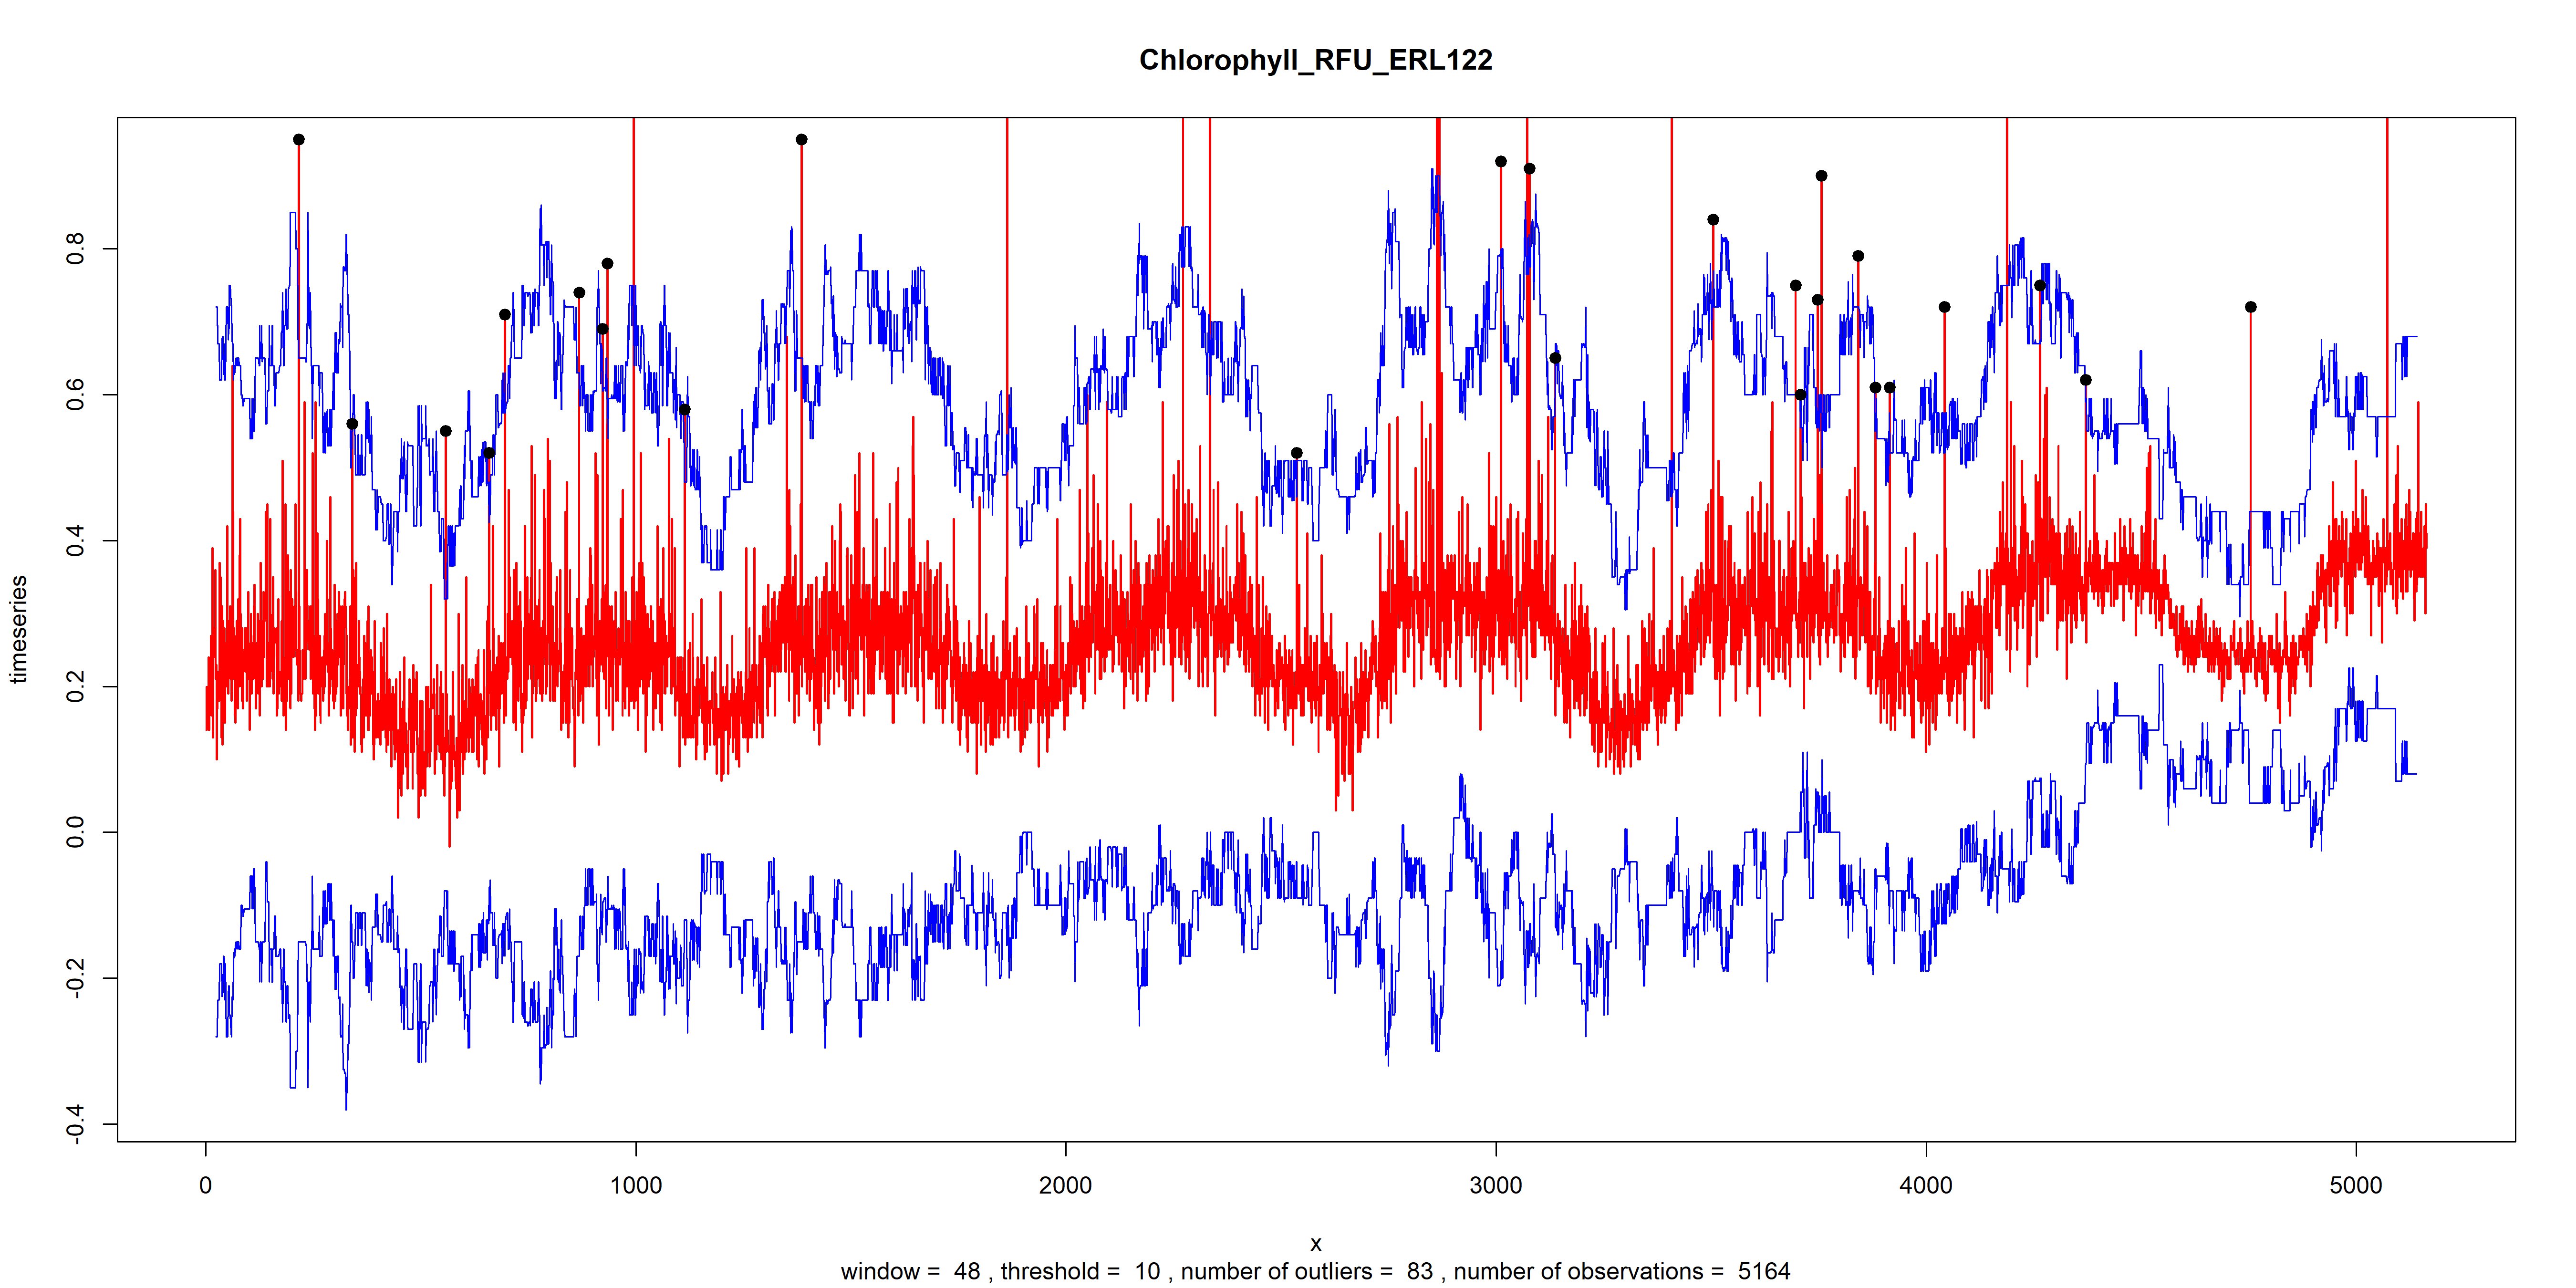 Chlorophyll_RFU_ERL122
timeseries
0.8
0.6
0.4
0.2
0.0
-0.2
-0.4
0 1000 2000 3000 4000 5000
x
window = 48 , threshold = 10 , number of outliers = 83 , number of observations = 5164